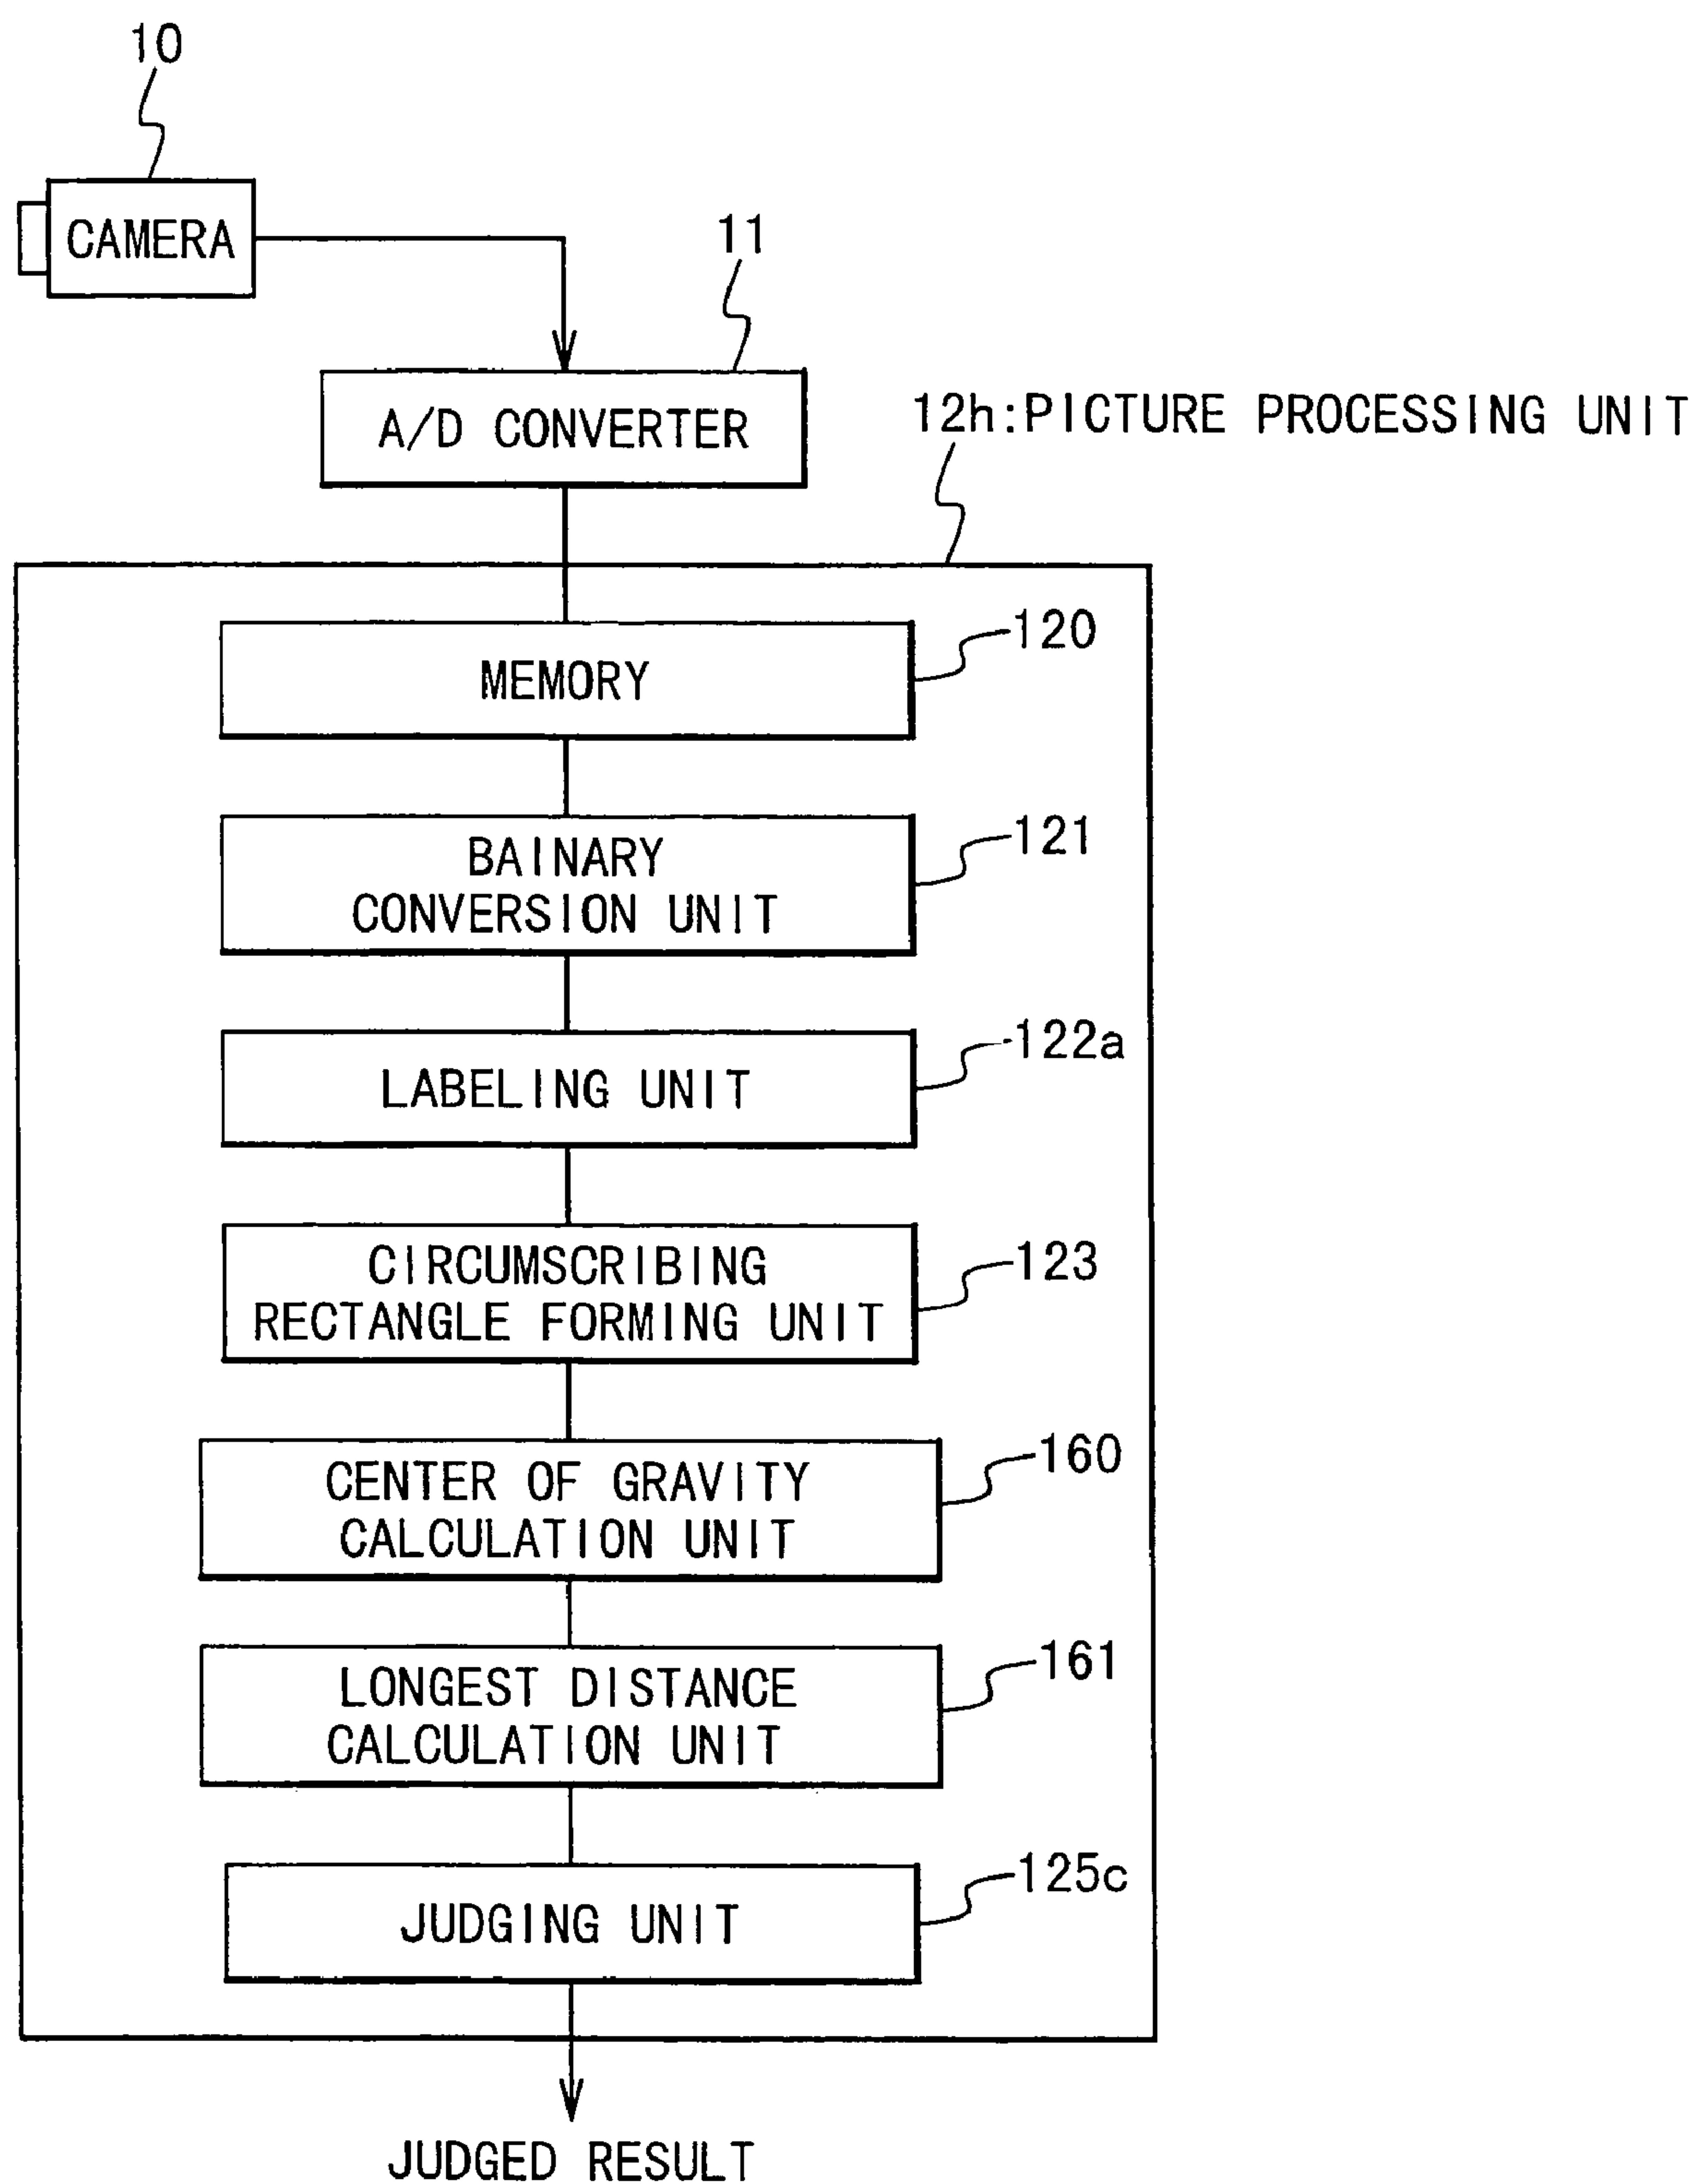 10
CAMERA
11
A/D CONVERTER
12h:PICTURE PROCESSING UNIT
MEMORY
120
BAINARY
CONVERSION UNIT
121
LABELING UNIT
122a
CIRCUMSCRIBING
RECTANGLE FORMING UNIT
123
CENTER OF GRAVITY
CALCULATION UNIT
160
LONGEST DISTANCE
CALCULATION UNIT
161
JUDGING UNIT
125c
JUDGED RESULT